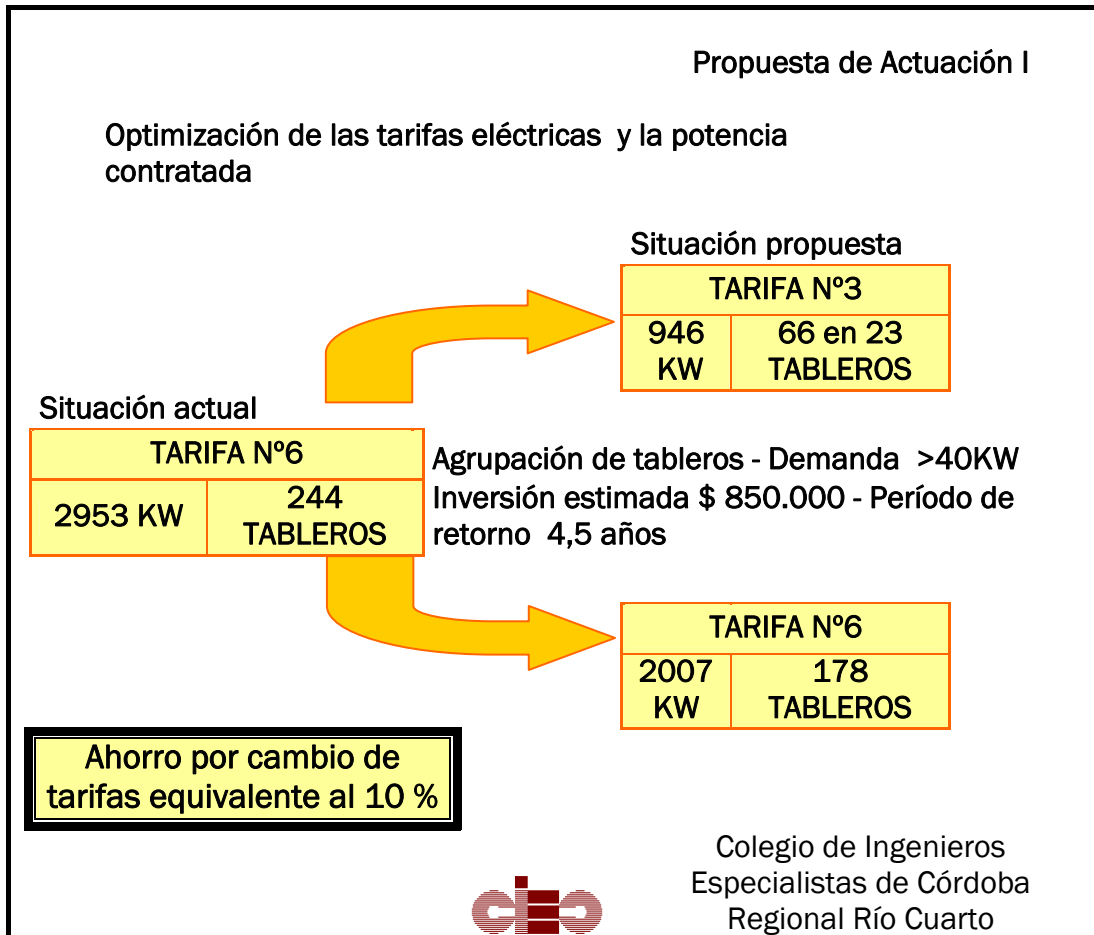 Propuesta de Actuación I
Optimización de las tarifas eléctricas y la potencia
contratada
Situación propuesta
TARIFA Nº3
946
KW
66 en 23
TABLEROS
Situación actual
TARIFA Nº6
2953 KW
244
TABLEROS
Agrupación de tableros - Demanda >40KW
Inversión estimada $ 850.000 - Período de
retorno 4,5 años
TARIFA Nº6
2007
KW
178
TABLEROS
Ahorro por cambio de
tarifas equivalente al 10 %
Colegio de Ingenieros
Especialistas de Córdoba
Regional Río Cuarto
ciec